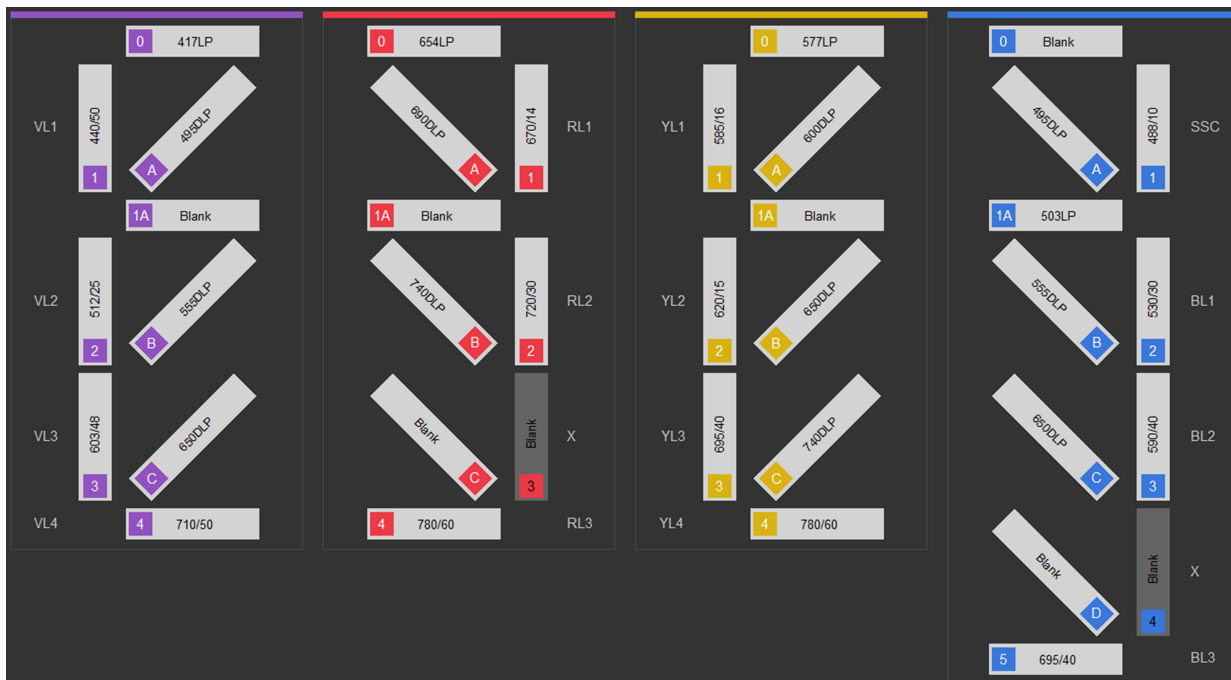 0 417LP
VL1 440/50 1 495DLP A
1A Blank
VL2 512/25 2 555DLP B
VL3 603/48 3 650DLP C
VL4 4 710/50
0 654LP
690DLP A 670/14 1 RL1
1A Blank
740DLP B 720/30 2 RL2
Blank C Blank 3 X
4 780/60 RL3
0 577LP
YL1 585/16 1 600DLP A
1A Blank
YL2 620/15 2 650DLP B
YL3 695/40 3 740DLP C
YL4 4 780/60
0 Blank
495DLP A 488/10 1 SSC
1A 503LP
555DLP B 530/30 2 BL1
650DLP C 590/40 3 BL2
Blank D Blank 4 X
5 695/40 BL3